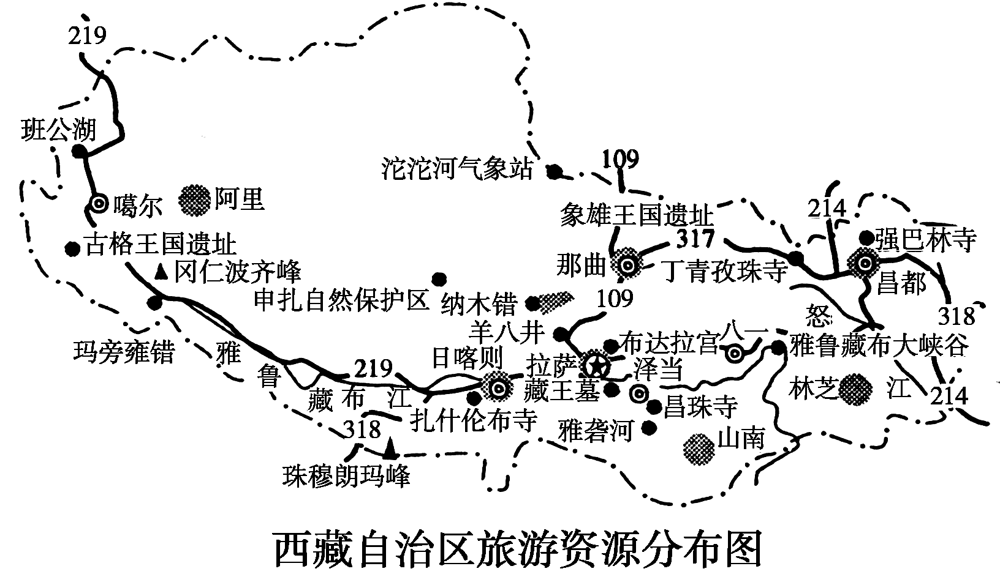 219
班公湖
沱沱河气象站
109
噶尔
阿里
象雄王国遗址
214
古格王国遗址
317
强巴林寺
冈仁波齐峰
那曲
丁青孜珠寺
昌都
申扎自然保护区
纳木错
109
怒
318
羊八井
布达拉宫
八一
雅鲁藏布大峡谷
玛旁雍错
雅
鲁
藏
布
江
219
日喀则
拉萨
泽当
藏王墓
林芝
江
214
昌珠寺
扎什伦布寺
318
雅砻河
山南
珠穆朗玛峰
西藏自治区旅游资源分布图